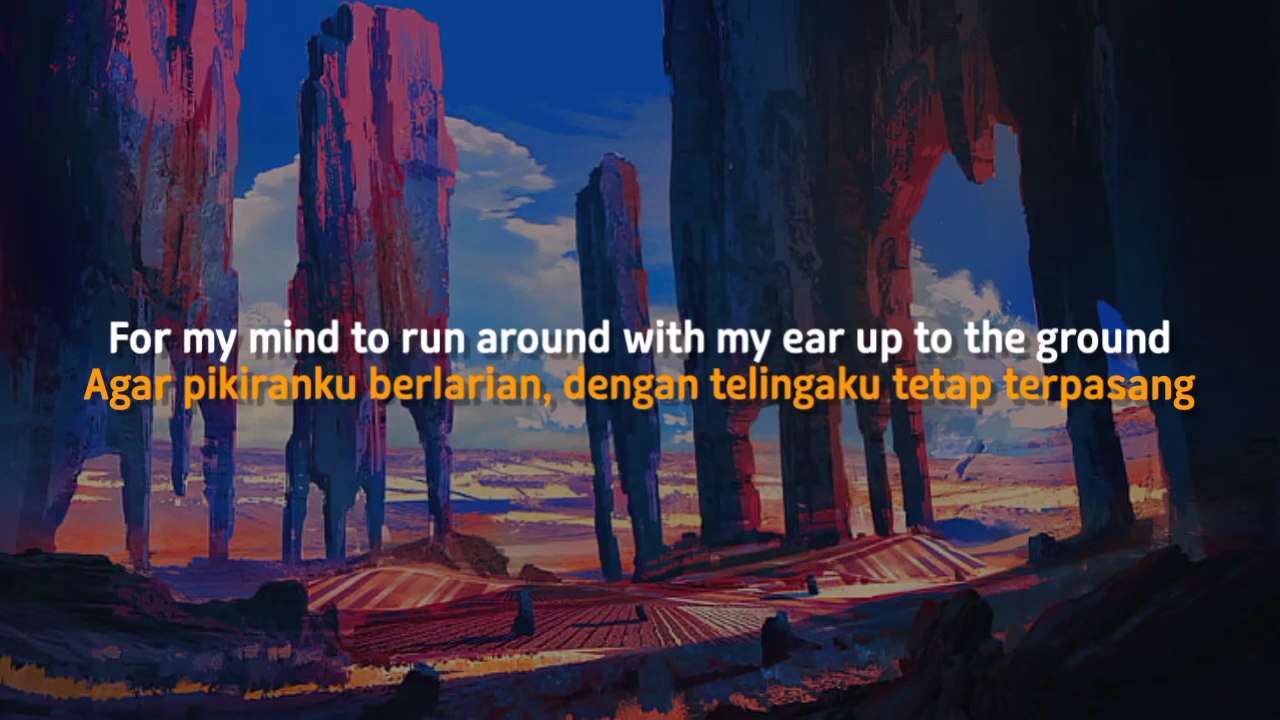 For my mind to run around with my ear up to the ground
Agar pikiranku berlarian, dengan telingaku tetap terpasang